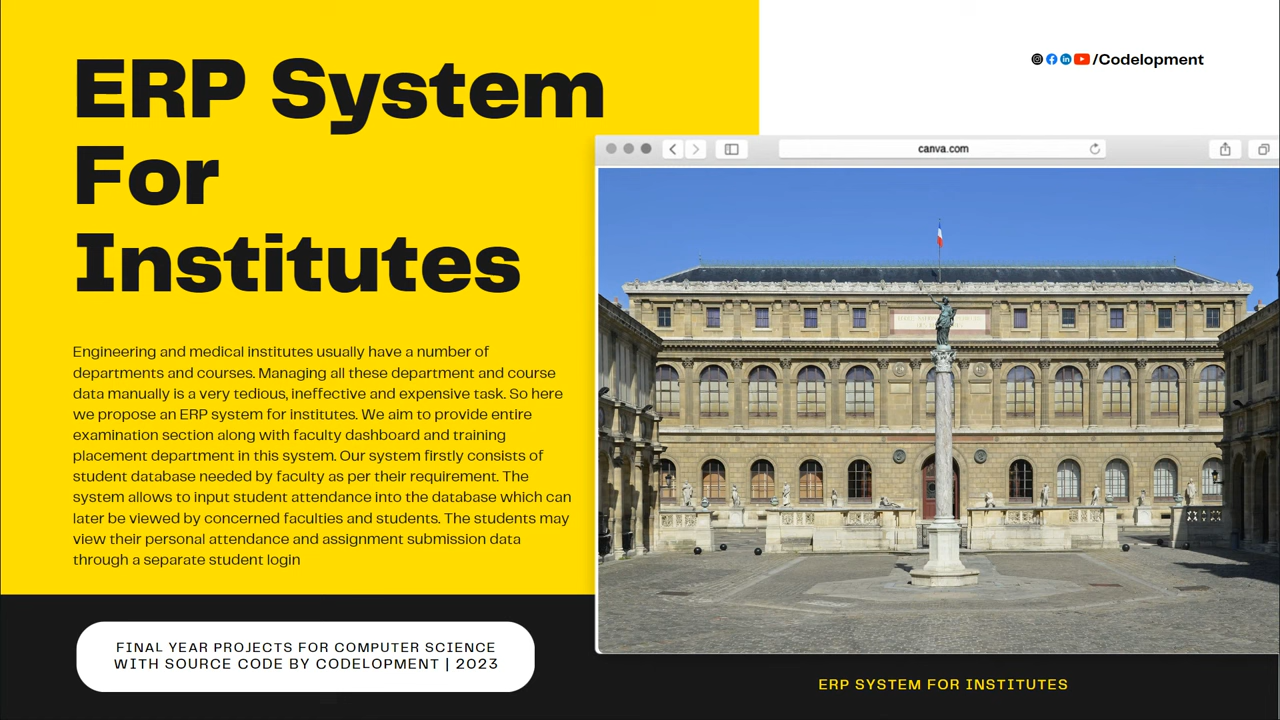 ERP System
For
Institutes
/Codelopment
canva.com
Engineering and medical institutes usually have a number of
departments and courses. Managing all these department and course
data manually is a very tedious, ineffective and expensive task. So here
we propose an ERP system for institutes. We aim to provide entire
examination section along with faculty dashboard and training
placement department in this system. Our system firstly consists of
student database needed by faculty as per their requirement. The
system allows to input student attendance into the database which can
later be viewed by concerned faculties and students. The students may
view their personal attendance and assignment submission data
through a separate student login
FINAL YEAR PROJECTS FOR COMPUTER SCIENCE
WITH SOURCE CODE BY CODELOPMENT | 2023
ERP SYSTEM FOR INSTITUTES